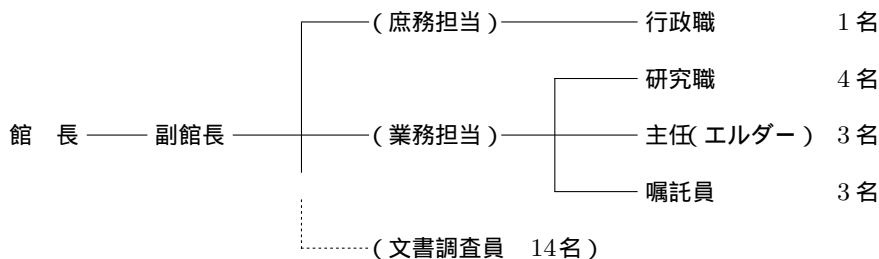 (庶務担当) 行政職 1名
研究職 4名
館 長 副館長 (業務担当) 主任(エルダー) 3名
嘱託員 3名
(文書調査員 14名)